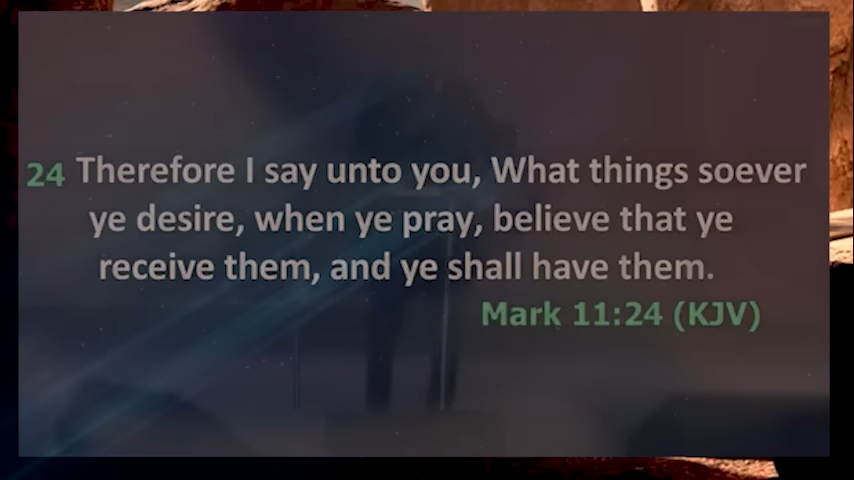 24 Therefore I say unto you, What things soever
ye desire, when ye pray, believe that ye
receive them, and ye shall have them.
Mark 11:24 (KJV)